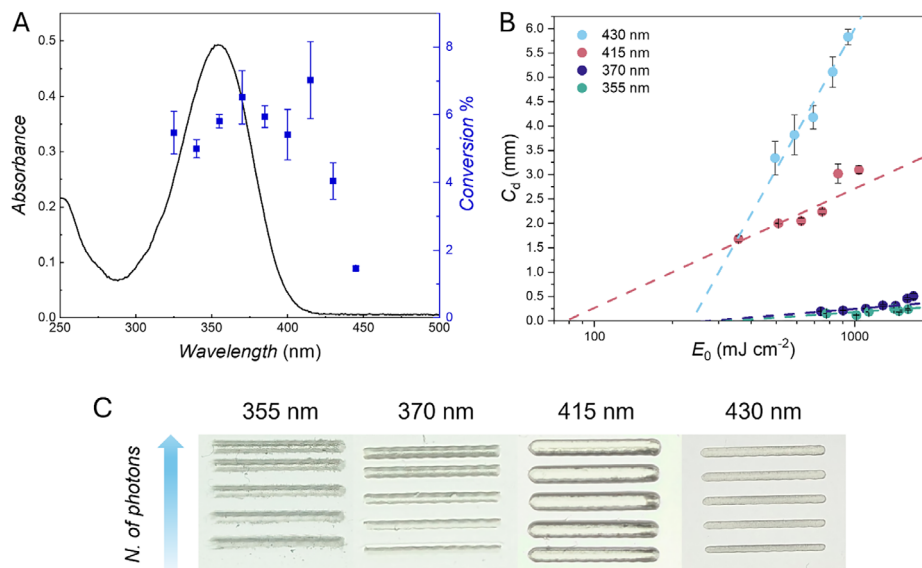 A
0.5
0.4
0.3
0.2
0.1
0.0
Absorbance
250
300
350
400
450
500
Wavelength (nm)
8
6
4
2
0
Conversion %
B
430 nm
415 nm
370 nm
355 nm
6.0
5.5
5.0
4.5
4.0
3.5
3.0
2.5
2.0
1.5
1.0
0.5
0.0
C_d (mm)
100
1000
E_0 (mJ cm⁻²)
C
355 nm
370 nm
415 nm
430 nm
N. of photons